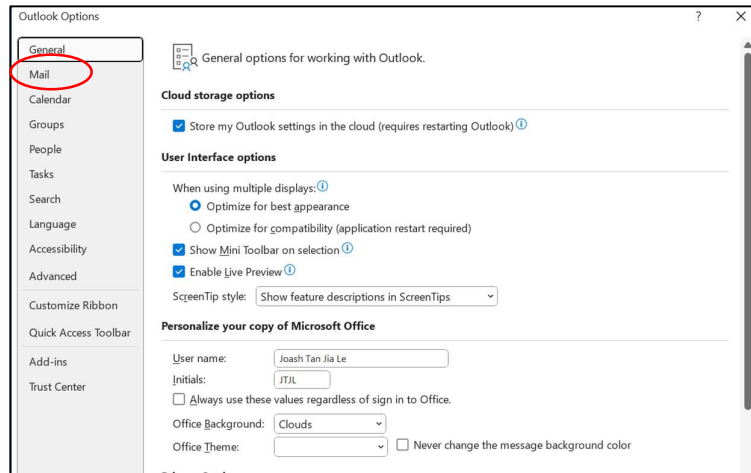 Outlook Options
?
General
Mail
Calendar
Groups
People
Tasks
Search
Language
Accessibility
Advanced
Customize Ribbon
Quick Access Toolbar
Add-ins
Trust Center
General options for working with Outlook.
Cloud storage options
Store my Outlook settings in the cloud (requires restarting Outlook)
User Interface options
When using multiple displays:
Optimize for best appearance
Optimize for compatibility (application restart required)
Show Mini Toolbar on selection
Enable Live Preview
ScreenTip style: Show feature descriptions in ScreenTips
Personalize your copy of Microsoft Office
User name: Joash Tan Jia Le
Initials: JTJL
Always use these values regardless of sign in to Office.
Office Background: Clouds
Office Theme: Never change the message background color